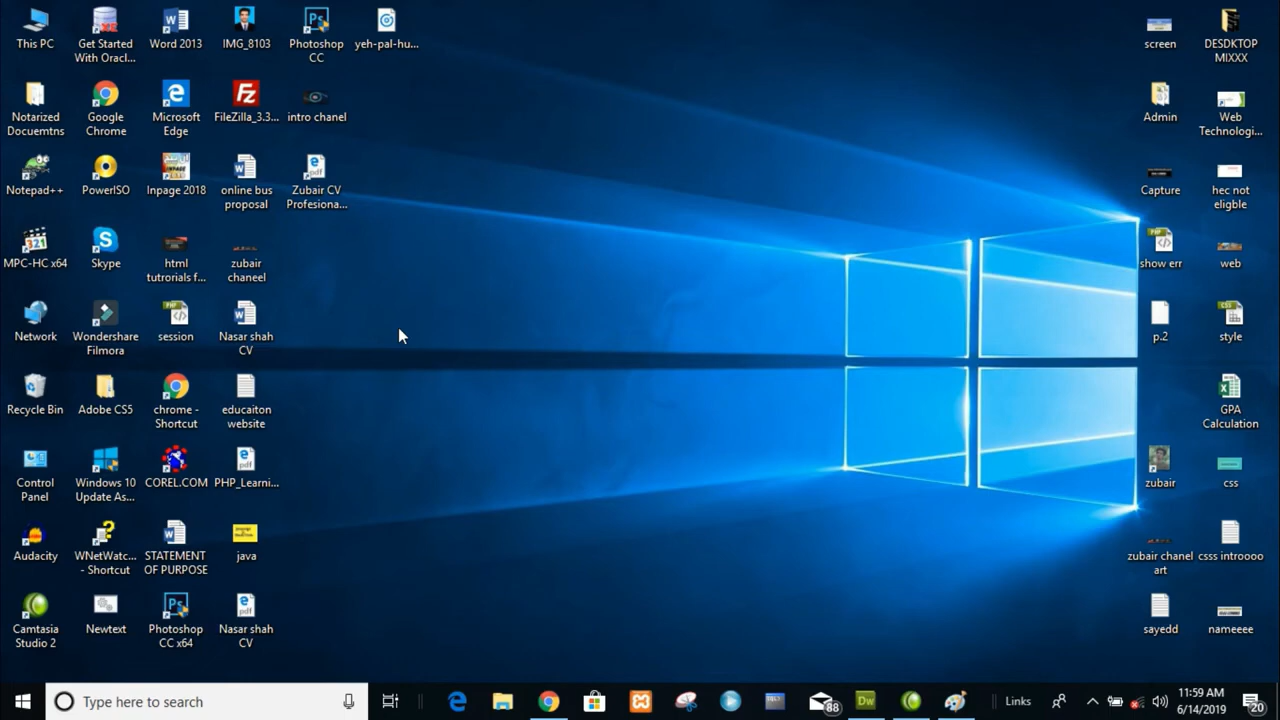 This PC
Get Started
With Oracl...
Word 2013
IMG_8103
Photoshop
CC
yeh-pal-hu...
screen
DESDKTOP
MIXXX
Notarized
Docuemtns
Google
Chrome
Microsoft
Edge
FileZilla_3.3...
intro chanel
Admin
Web
Technologi...
Notepad++
PowerISO
Inpage 2018
online bus
proposal
Zubair CV
Profesiona...
Capture
hec not
eligble
MPC-HC x64
Skype
html
tutrorials f...
zubair
chaneel
show err
web
Network
Wondershare
Filmora
session
Nasar shah
CV
p.2
style
Recycle Bin
Adobe CS5
chrome -
Shortcut
educaiton
website
GPA
Calculation
Control
Panel
Windows 10
Update As...
COREL.COM
PHP_Learni...
zubair
css
Audacity
WNetWatc...
- Shortcut
STATEMENT
OF PURPOSE
java
zubair chanel
art
csss introooo
Camtasia
Studio 2
Newtext
Photoshop
CC x64
Nasar shah
CV
sayedd
nameeee
Type here to search
88
Dw
Links
11:59 AM
6/14/2019
20